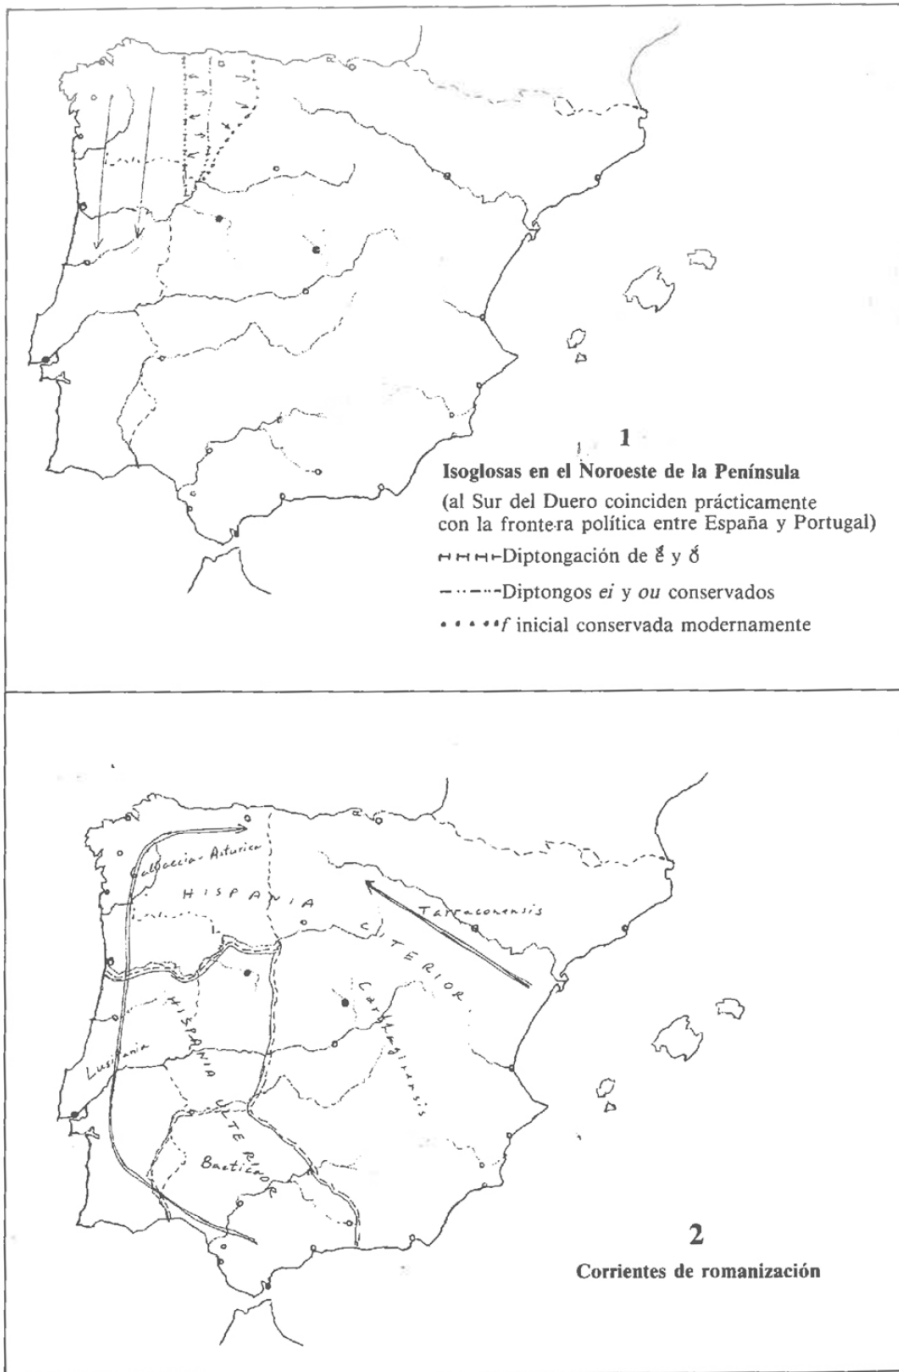 1
Isoglosas en el Noroeste de la Península
(al Sur del Duero coinciden prácticamente
con la frontera política entre España y Portugal)
Diptongación de ĕ́ y ŏ́
Diptongos ei y ou conservados
f inicial conservada modernamente
Gallaecia-Asturica
HISPANIA CITERIOR
Tarraconensis
Carthaginensis
HISPANIA ULTERIOR
Lusitania
Baetica
2
Corrientes de romanización